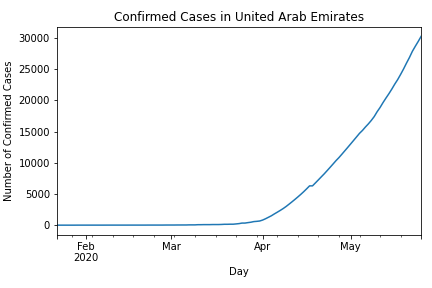 Confirmed Cases in United Arab Emirates
30000
25000
20000
15000
10000
5000
0
Number of Confirmed Cases
Feb
2020
Mar
Apr
May
Day